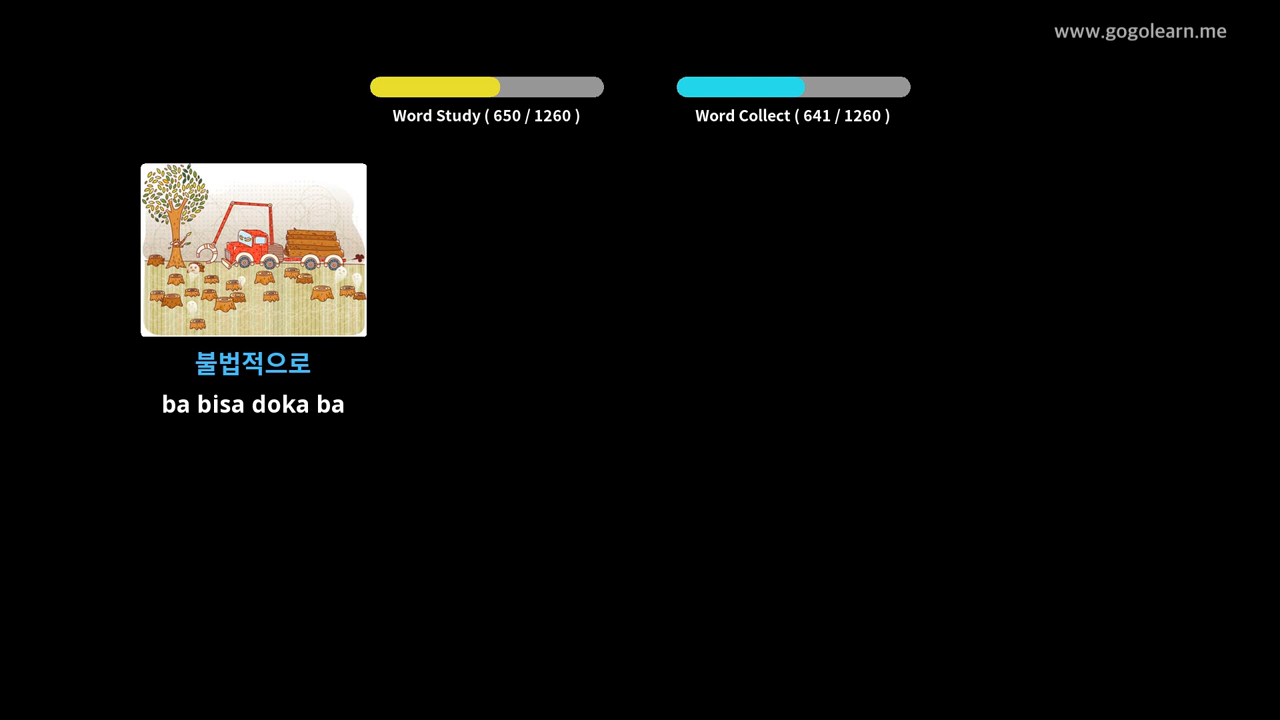 www.gogolearn.me
Word Study ( 650 / 1260 )
Word Collect ( 641 / 1260 )
불법적으로
ba bisa doka ba